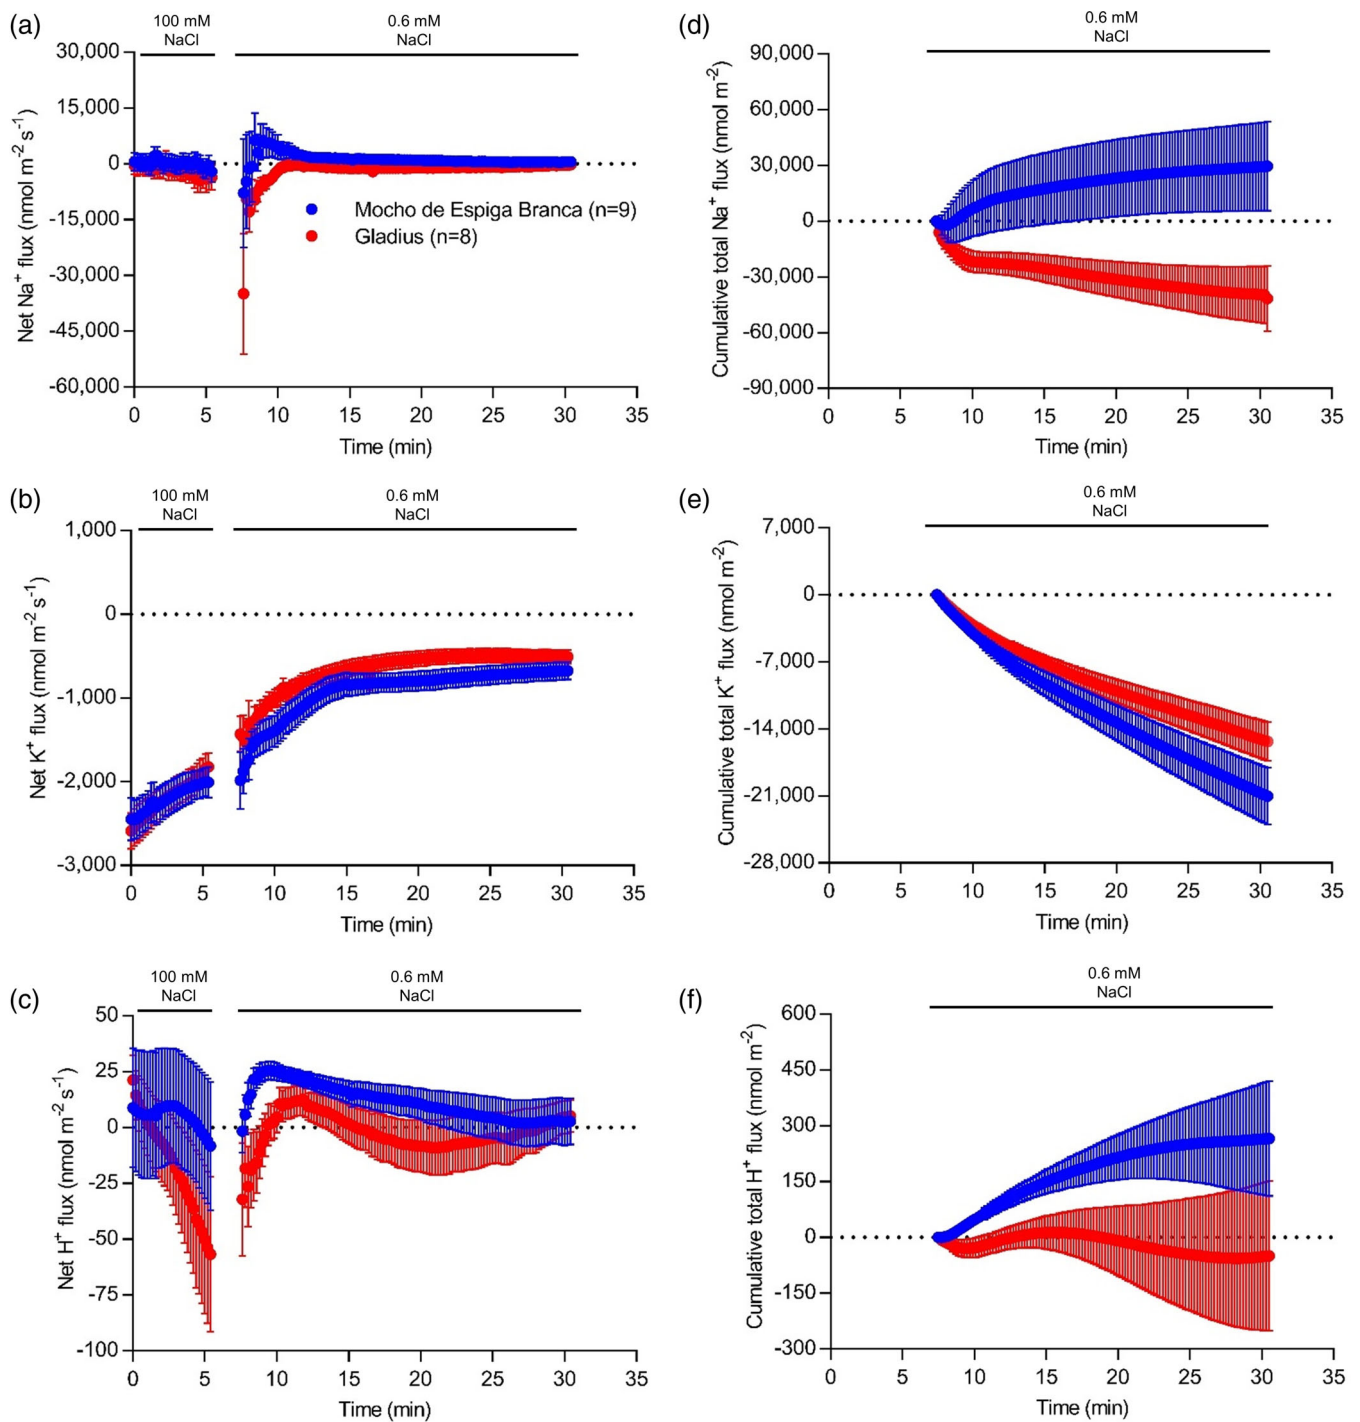 (a)
100 mM
NaCl
0.6 mM
NaCl
30,000
15,000
0
-15,000
-30,000
-45,000
-60,000
Net Na⁺ flux (nmol m⁻² s⁻¹)
Mocho de Espiga Branca (n=9)
Gladius (n=8)
0 5 10 15 20 25 30 35
Time (min)
(d)
0.6 mM
NaCl
90,000
60,000
30,000
0
-30,000
-60,000
-90,000
Cumulative total Na⁺ flux (nmol m⁻²)
0 5 10 15 20 25 30 35
Time (min)
(b)
100 mM
NaCl
0.6 mM
NaCl
1,000
0
-1,000
-2,000
-3,000
Net K⁺ flux (nmol m⁻² s⁻¹)
0 5 10 15 20 25 30 35
Time (min)
(e)
0.6 mM
NaCl
7,000
0
-7,000
-14,000
-21,000
-28,000
Cumulative total K⁺ flux (nmol m⁻²)
0 5 10 15 20 25 30 35
Time (min)
(c)
100 mM
NaCl
0.6 mM
NaCl
50
25
0
-25
-50
-75
-100
Net H⁺ flux (nmol m⁻² s⁻¹)
0 5 10 15 20 25 30 35
Time (min)
(f)
0.6 mM
NaCl
600
450
300
150
0
-150
-300
Cumulative total H⁺ flux (nmol m⁻²)
0 5 10 15 20 25 30 35
Time (min)